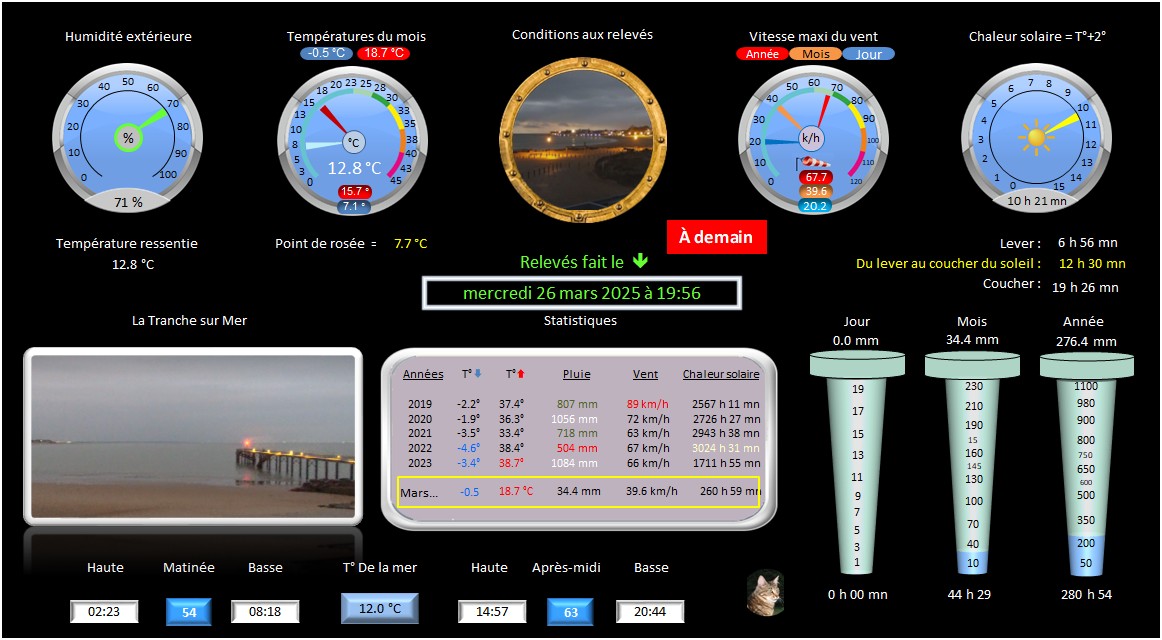 Humidité extérieure
Températures du mois
Conditions aux relevés
Vitesse maxi du vent
Chaleur solaire = T°+2°
-0.5 °C 18.7 °C
Année Mois Jour
0 10 20 30 40 50 60 70 80 90 100
%
71 %
0 3 5 8 10 13 15 18 20 23 25 28 30 33 35 38 40 43 45
°C
12.8 °C
15.7 °
7.1 °
0 10 20 30 40 50 60 70 80 90 100 110 120
k/h
67.7
39.6
20.2
0 1 2 3 4 5 6 7 8 9 10 11 12 13 14 15
10 h 21 mn
Température ressentie
12.8 °C
Point de rosée = 7.7 °C
À demain
Relevés fait le
mercredi 26 mars 2025 à 19:56
Lever : 6 h 56 mn
Du lever au coucher du soleil : 12 h 30 mn
Coucher : 19 h 26 mn
La Tranche sur Mer
Statistiques
Années T° T° Pluie Vent Chaleur solaire
2019 -2.2° 37.4° 807 mm 89 km/h 2567 h 11 mn
2020 -1.9° 36.3° 1056 mm 72 km/h 2726 h 27 mn
2021 -3.5° 33.4° 718 mm 63 km/h 2943 h 38 mn
2022 -4.6° 38.4° 504 mm 67 km/h 3024 h 31 mn
2023 -3.4° 38.7° 1084 mm 66 km/h 1711 h 55 mn
Mars... -0.5 18.7 °C 34.4 mm 39.6 km/h 260 h 59 mn
Jour
0.0 mm
19
17
15
13
11
9
7
5
3
1
0 h 00 mn
Mois
34.4 mm
230
210
190
15
160
145
130
100
70
40
10
44 h 29
Année
276.4 mm
1100
980
900
800
750
650
600
500
350
200
50
280 h 54
Haute Matinée Basse T° De la mer Haute Après-midi Basse
02:23 54 08:18 12.0 °C 14:57 63 20:44